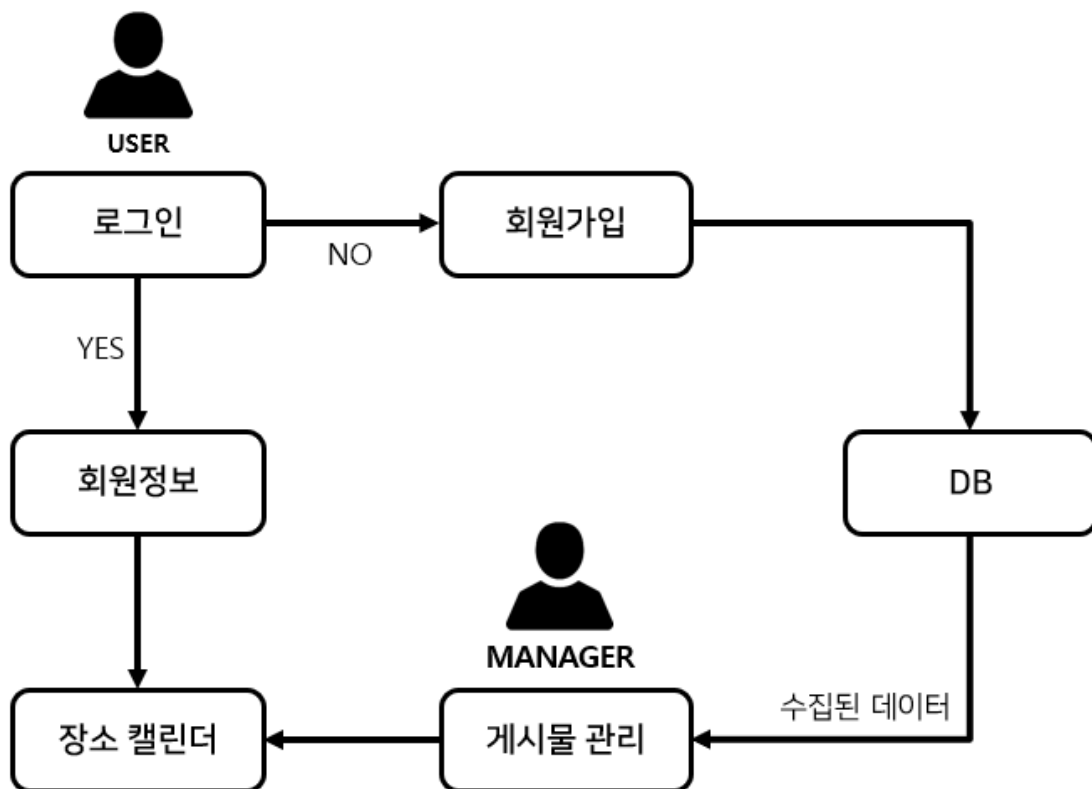 USER
로그인
NO
회원가입
YES
회원정보
DB
MANAGER
수집된 데이터
장소 캘린더
게시물 관리